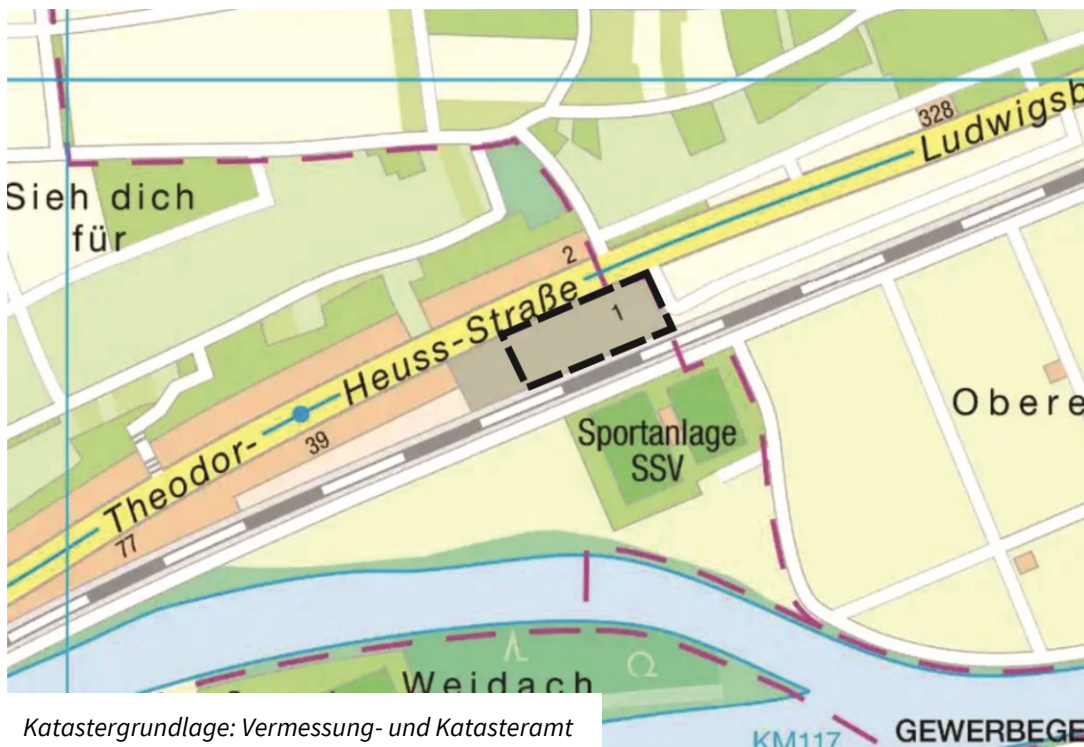 328
Ludwigsb
Sieh dich
für
2
Theodor-Heuss-Straße
1
39
77
Sportanlage
SSV
Obere
Weidach
KM117
GEWERBEGE
Katastergrundlage: Vermessung- und Katasteramt